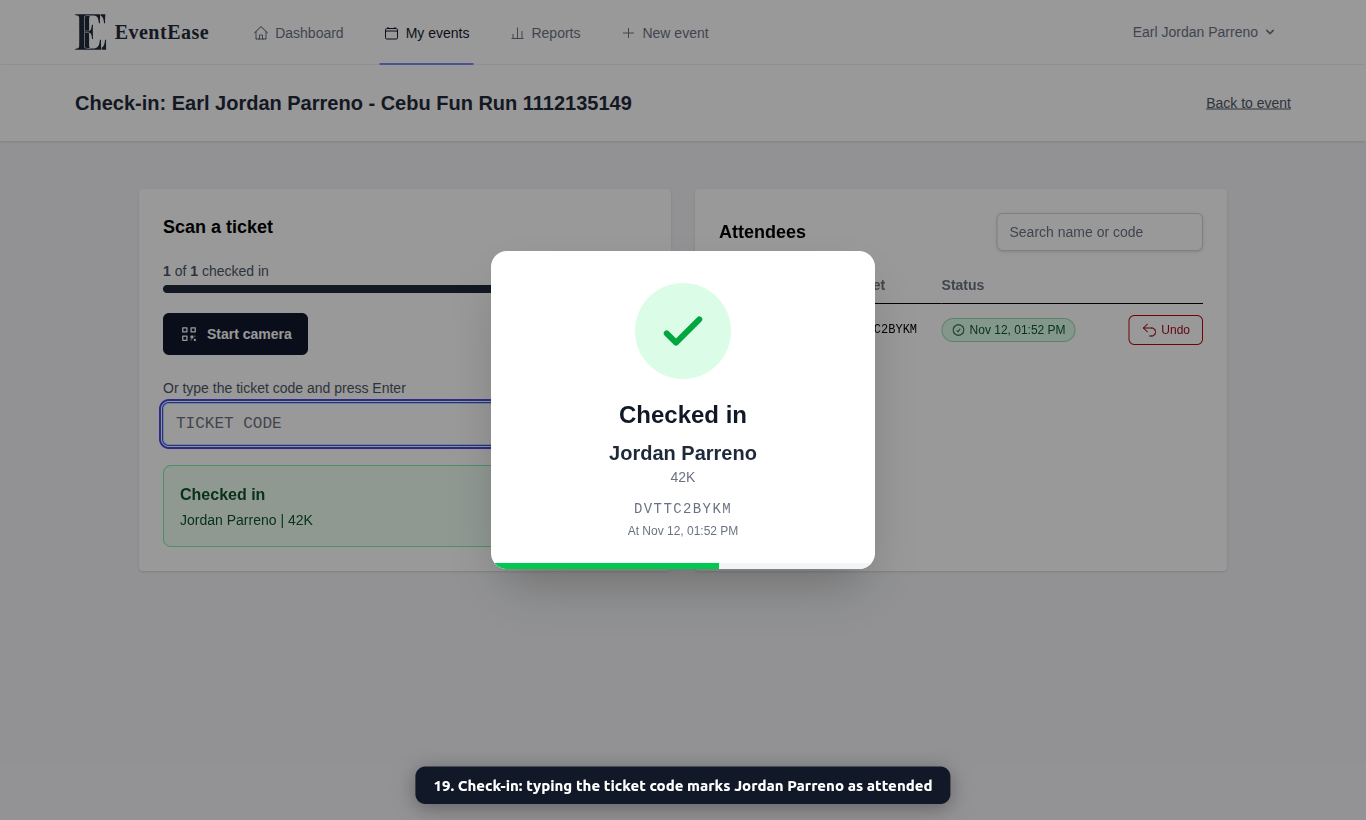 E EventEase
Dashboard
My events
Reports
New event
Earl Jordan Parreno
Check-in: Earl Jordan Parreno - Cebu Fun Run 1112135149
Back to event
Scan a ticket
1 of 1 checked in
Start camera
Or type the ticket code and press Enter
TICKET CODE
Checked in
Jordan Parreno | 42K
Attendees
Search name or code
Status
Nov 12, 01:52 PM
Undo
Checked in
Jordan Parreno
42K
DVTTC2BYKM
At Nov 12, 01:52 PM
19. Check-in: typing the ticket code marks Jordan Parreno as attended